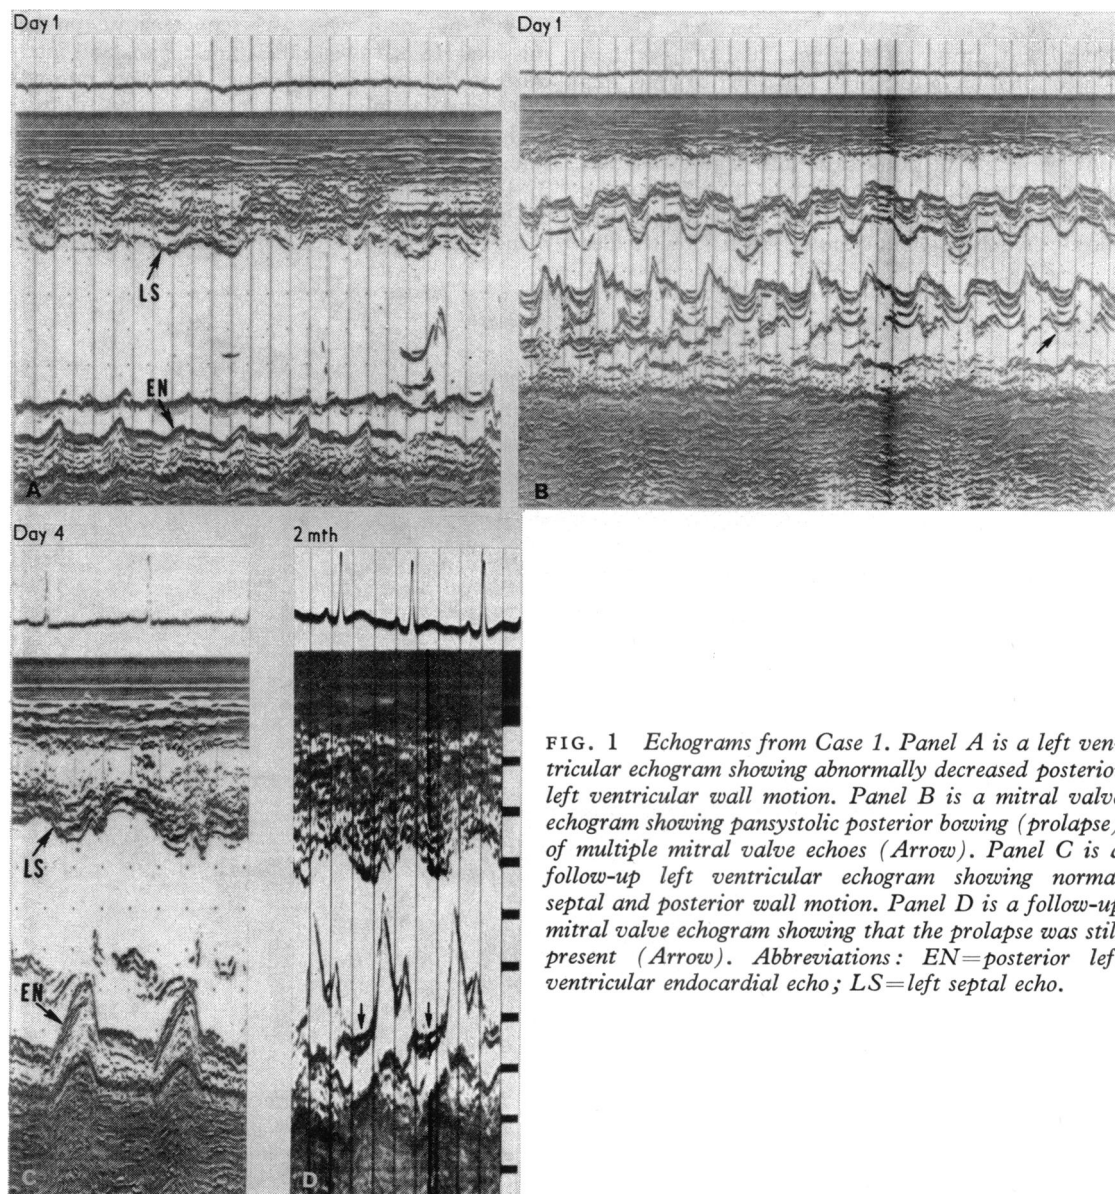 Day 1
Day 1
LS
EN
A
B
Day 4
2 mth
LS
EN
C
D
FIG. 1 Echograms from Case 1. Panel A is a left ven-
tricular echogram showing abnormally decreased posterio
left ventricular wall motion. Panel B is a mitral valve
echogram showing pansystolic posterior bowing (prolapse)
of multiple mitral valve echoes (Arrow). Panel C is a
follow-up left ventricular echogram showing norma
septal and posterior wall motion. Panel D is a follow-up
mitral valve echogram showing that the prolapse was stil
present (Arrow). Abbreviations: EN=posterior lef
ventricular endocardial echo; LS=left septal echo.